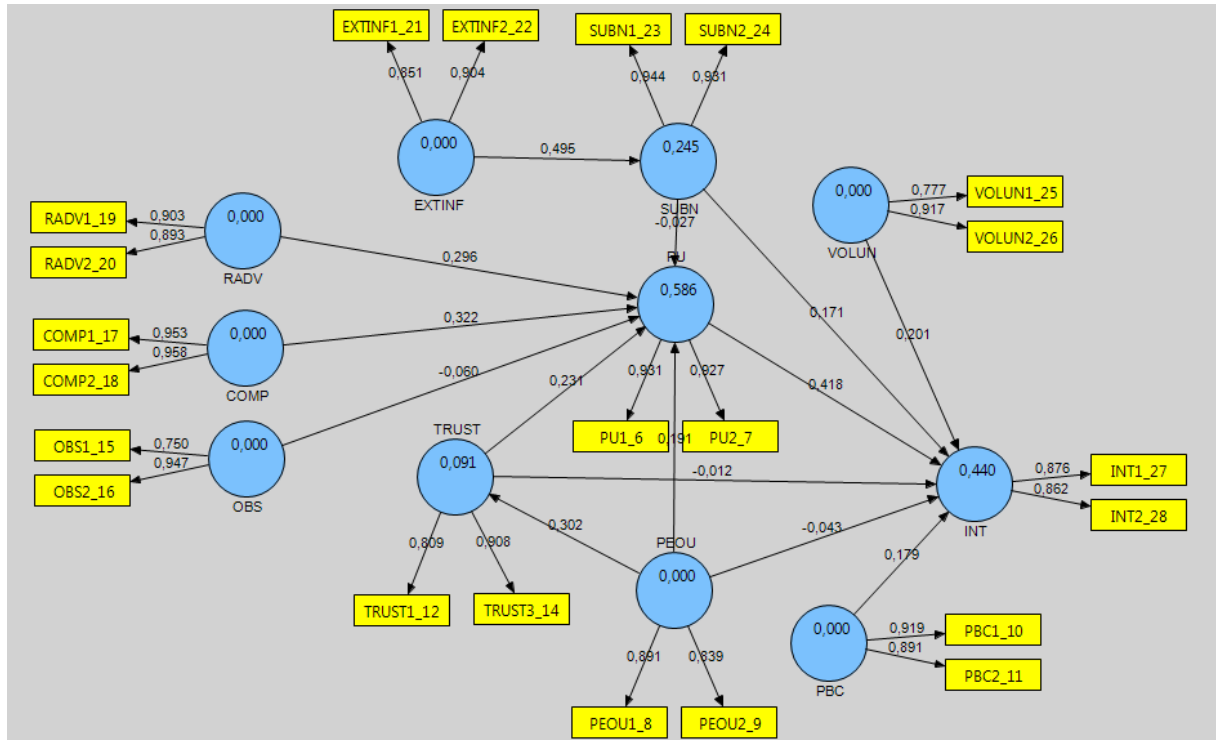 EXTINF1_21
EXTINF2_22
SUBN1_23
SUBN2_24
0,851
0,904
0,944
0,931
0,000
EXTINF
0,495
0,245
SUBN
0,000
VOLUN
0,777
VOLUN1_25
0,917
VOLUN2_26
RADV1_19
0,903
RADV2_20
0,893
0,000
RADV
0,296
-0,027
PU
0,586
0,171
0,201
COMP1_17
0,953
COMP2_18
0,958
0,000
COMP
0,322
-0,060
0,231
0,931
0,927
0,418
PU1_6
0,191
PU2_7
OBS1_15
0,750
OBS2_16
0,947
0,000
OBS
TRUST
0,091
-0,012
0,440
INT
0,876
INT1_27
0,862
INT2_28
0,302
0,809
0,908
TRUST1_12
TRUST3_14
PEOU
0,000
-0,043
0,179
0,891
0,839
PEOU1_8
PEOU2_9
0,000
PBC
0,919
PBC1_10
0,891
PBC2_11